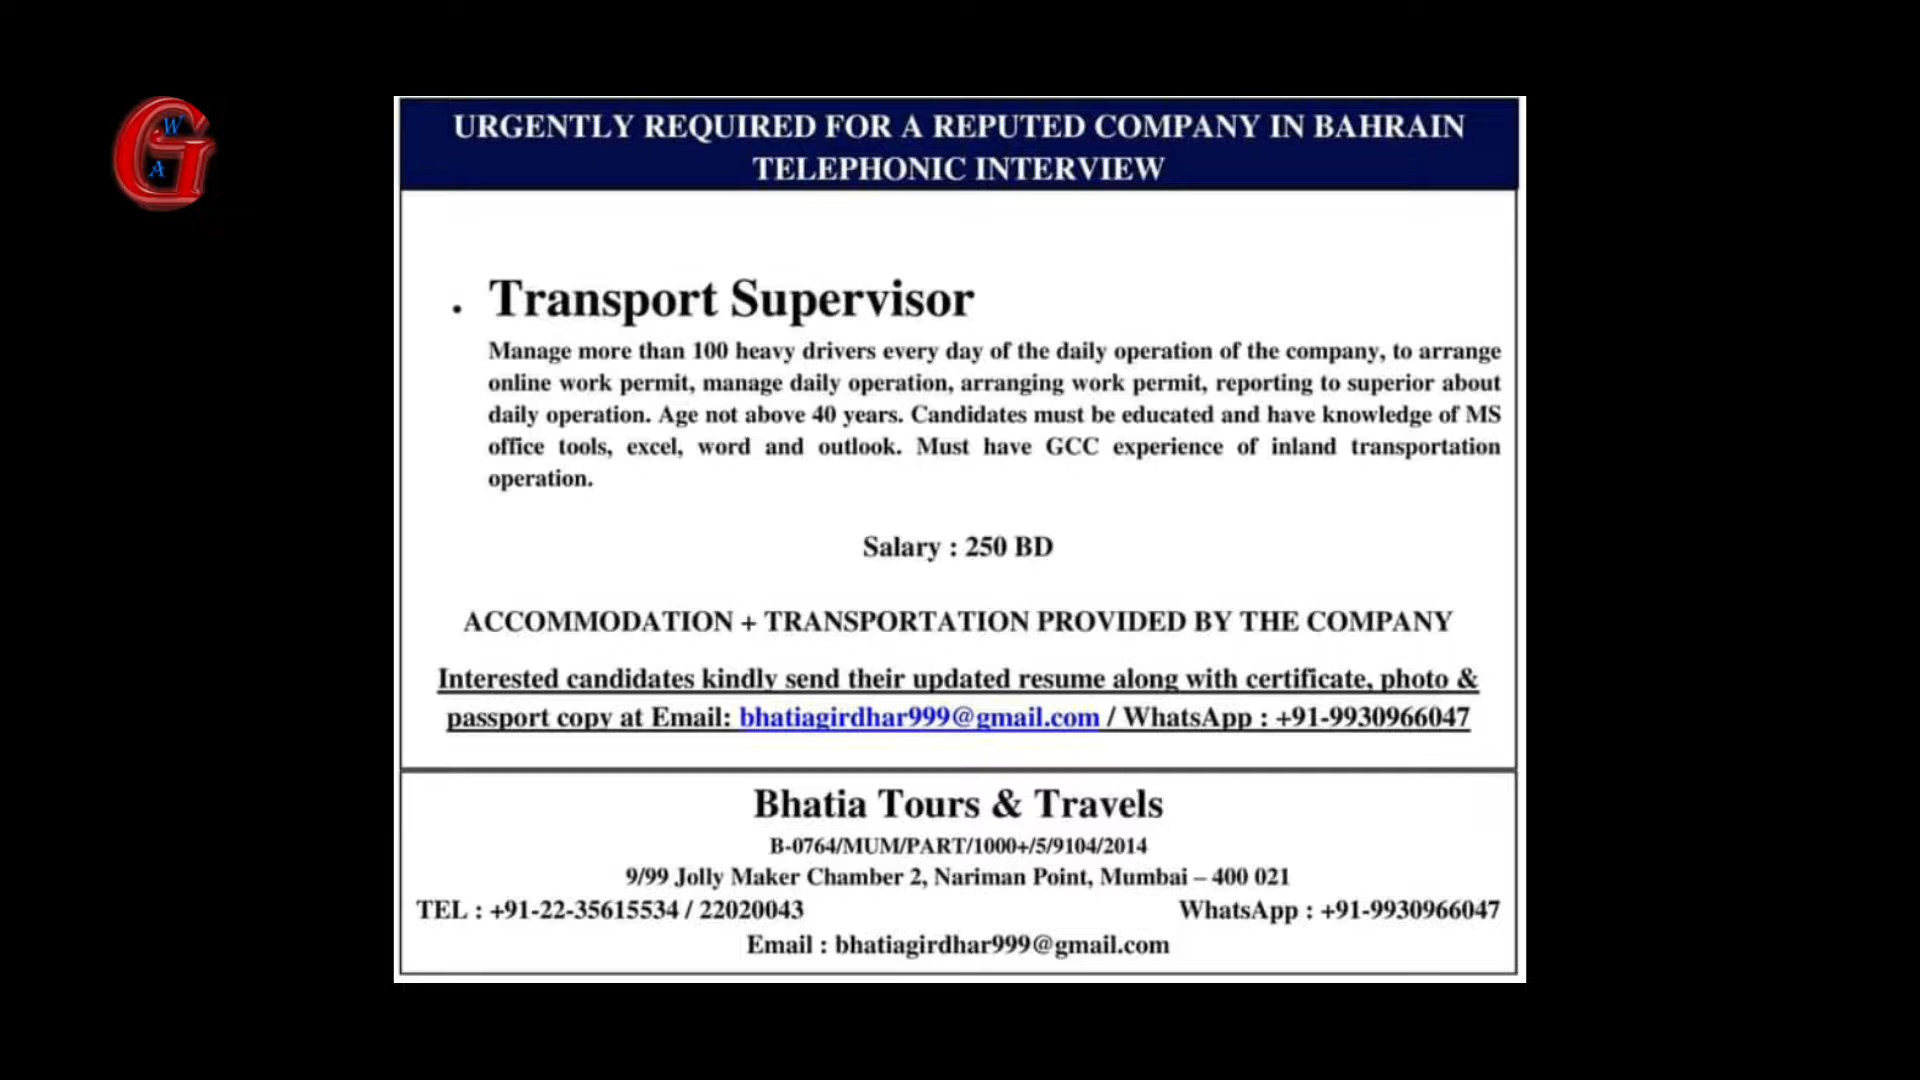 W
G
A
URGENTLY REQUIRED FOR A REPUTED COMPANY IN BAHRAIN
TELEPHONIC INTERVIEW
• Transport Supervisor
Manage more than 100 heavy drivers every day of the daily operation of the company, to arrange
online work permit, manage daily operation, arranging work permit, reporting to superior about
daily operation. Age not above 40 years. Candidates must be educated and have knowledge of MS
office tools, excel, word and outlook. Must have GCC experience of inland transportation
operation.
Salary : 250 BD
ACCOMMODATION + TRANSPORTATION PROVIDED BY THE COMPANY
Interested candidates kindly send their updated resume along with certificate, photo &
passport copy at Email: bhatiagirdhar999@gmail.com / WhatsApp : +91-9930966047
Bhatia Tours & Travels
B-0764/MUM/PART/1000+/5/9104/2014
9/99 Jolly Maker Chamber 2, Nariman Point, Mumbai – 400 021
TEL : +91-22-35615534 / 22020043 WhatsApp : +91-9930966047
Email : bhatiagirdhar999@gmail.com